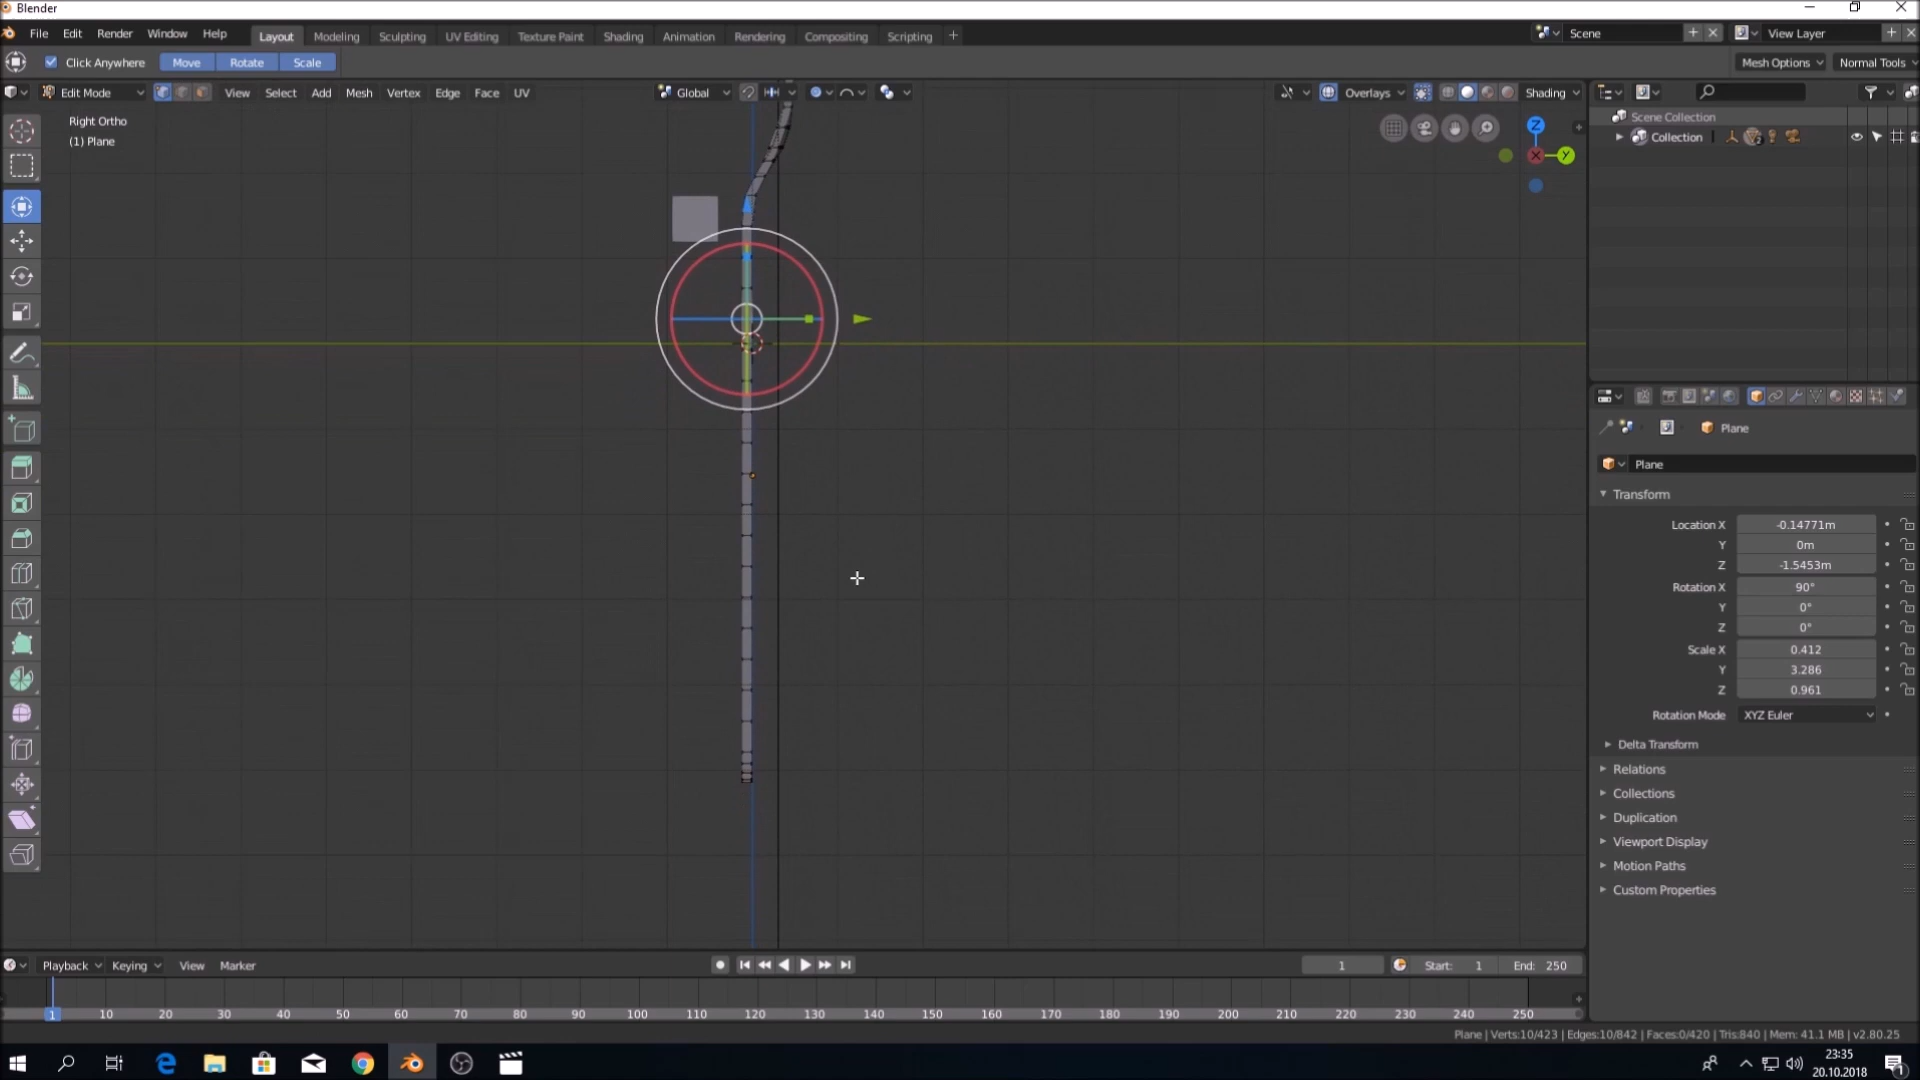 Blender
File Edit Render Window Help Layout Modeling Sculpting UV Editing Texture Paint Shading Animation Rendering Compositing Scripting + Scene View Layer
Click Anywhere Move Rotate Scale Mesh Options Normal Tools
Edit Mode View Select Add Mesh Vertex Edge Face UV Global Overlays Shading
Right Ortho
(1) Plane
Z
X
Y
Scene Collection
Collection
Plane
Plane
Transform
Location X -0.14771m
Y 0m
Z -1.5453m
Rotation X 90°
Y 0°
Z 0°
Scale X 0.412
Y 3.286
Z 0.961
Rotation Mode XYZ Euler
Delta Transform
Relations
Collections
Duplication
Viewport Display
Motion Paths
Custom Properties
Playback Keying View Marker 1 Start: 1 End: 250
1 10 20 30 40 50 60 70 80 90 100 110 120 130 140 150 160 170 180 190 200 210 220 230 240 250
Plane | Verts:10/423 | Edges:10/842 | Faces:0/420 | Tris:840 | Mem: 41.1 MB | v2.80.25
23:35
20.10.2018
1